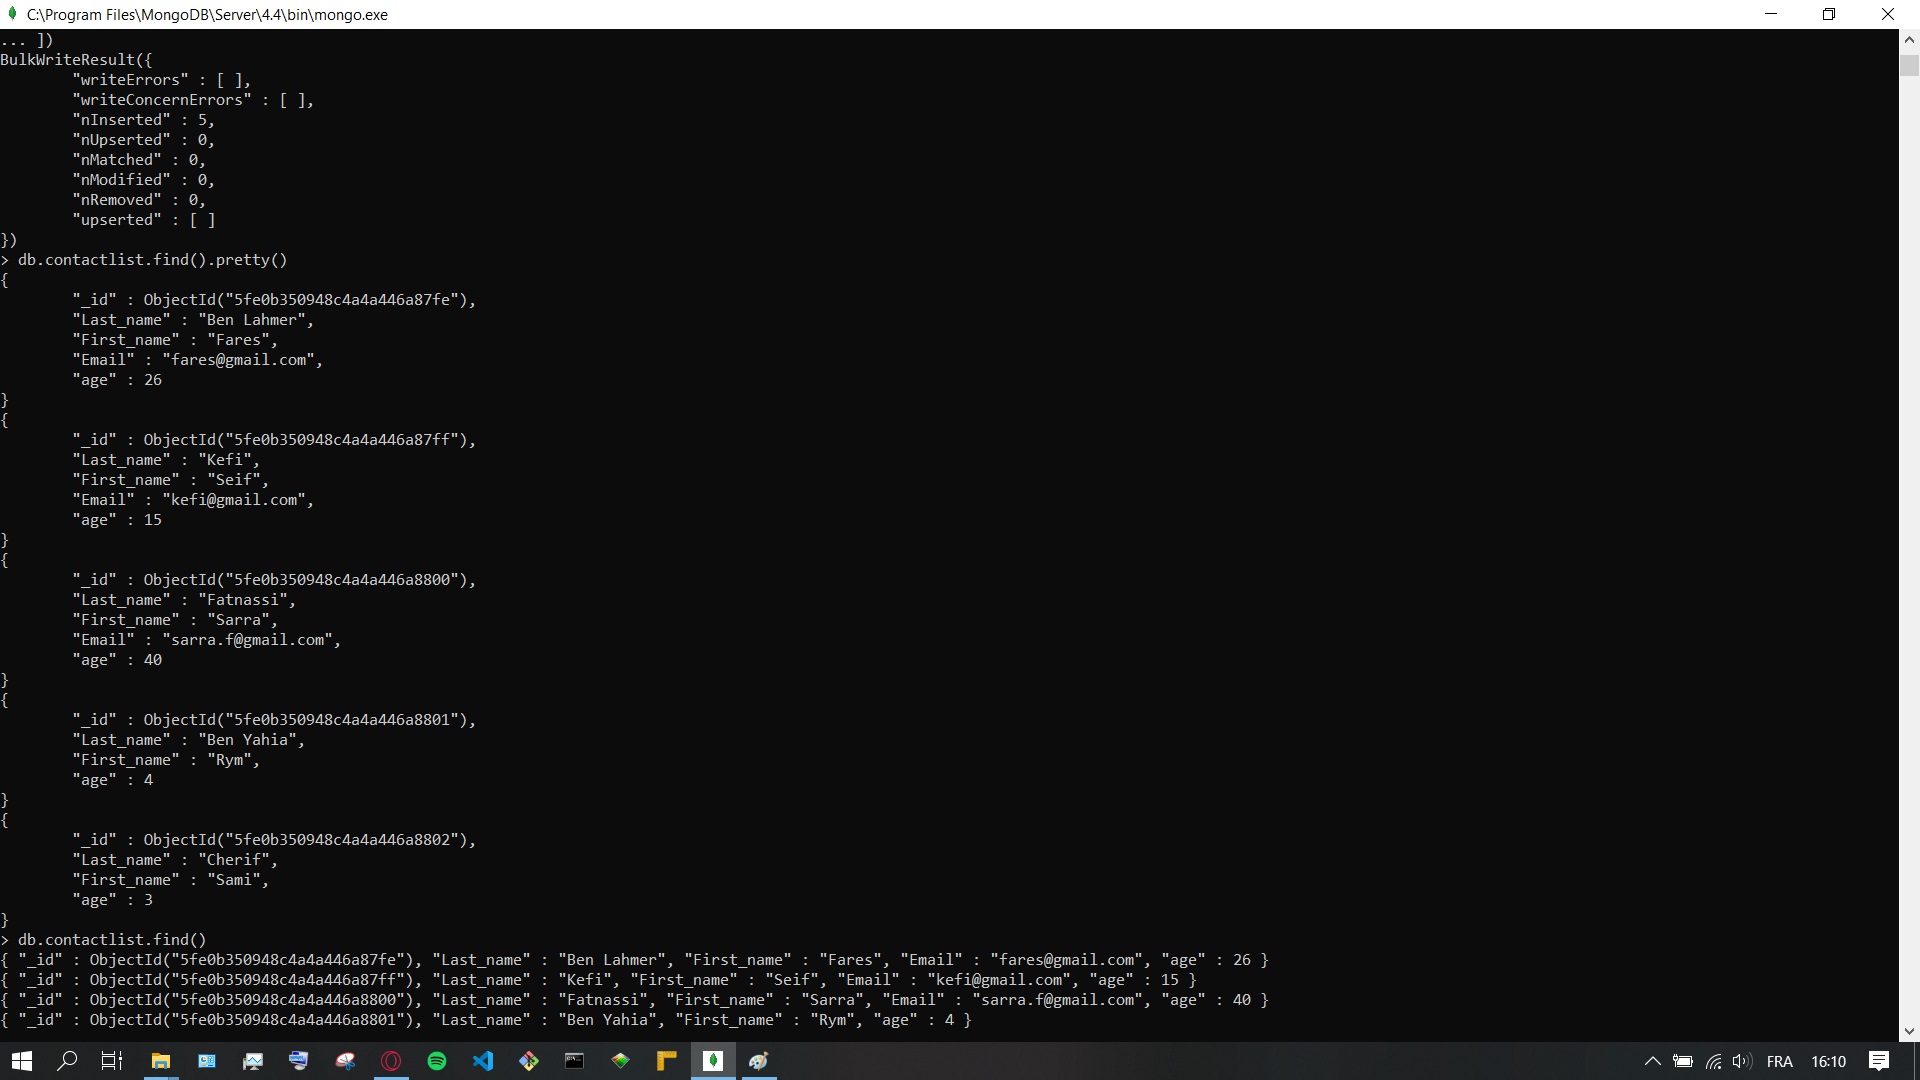 C:\Program Files\MongoDB\Server\4.4\bin\mongo.exe
... ])
BulkWriteResult({
        "writeErrors" : [ ],
        "writeConcernErrors" : [ ],
        "nInserted" : 5,
        "nUpserted" : 0,
        "nMatched" : 0,
        "nModified" : 0,
        "nRemoved" : 0,
        "upserted" : [ ]
})
> db.contactlist.find().pretty()
{
        "_id" : ObjectId("5fe0b350948c4a4a446a87fe"),
        "Last_name" : "Ben Lahmer",
        "First_name" : "Fares",
        "Email" : "fares@gmail.com",
        "age" : 26
}
{
        "_id" : ObjectId("5fe0b350948c4a4a446a87ff"),
        "Last_name" : "Kefi",
        "First_name" : "Seif",
        "Email" : "kefi@gmail.com",
        "age" : 15
}
{
        "_id" : ObjectId("5fe0b350948c4a4a446a8800"),
        "Last_name" : "Fatnassi",
        "First_name" : "Sarra",
        "Email" : "sarra.f@gmail.com",
        "age" : 40
}
{
        "_id" : ObjectId("5fe0b350948c4a4a446a8801"),
        "Last_name" : "Ben Yahia",
        "First_name" : "Rym",
        "age" : 4
}
{
        "_id" : ObjectId("5fe0b350948c4a4a446a8802"),
        "Last_name" : "Cherif",
        "First_name" : "Sami",
        "age" : 3
}
> db.contactlist.find()
{ "_id" : ObjectId("5fe0b350948c4a4a446a87fe"), "Last_name" : "Ben Lahmer", "First_name" : "Fares", "Email" : "fares@gmail.com", "age" : 26 }
{ "_id" : ObjectId("5fe0b350948c4a4a446a87ff"), "Last_name" : "Kefi", "First_name" : "Seif", "Email" : "kefi@gmail.com", "age" : 15 }
{ "_id" : ObjectId("5fe0b350948c4a4a446a8800"), "Last_name" : "Fatnassi", "First_name" : "Sarra", "Email" : "sarra.f@gmail.com", "age" : 40 }
{ "_id" : ObjectId("5fe0b350948c4a4a446a8801"), "Last_name" : "Ben Yahia", "First_name" : "Rym", "age" : 4 }
FRA 16:10